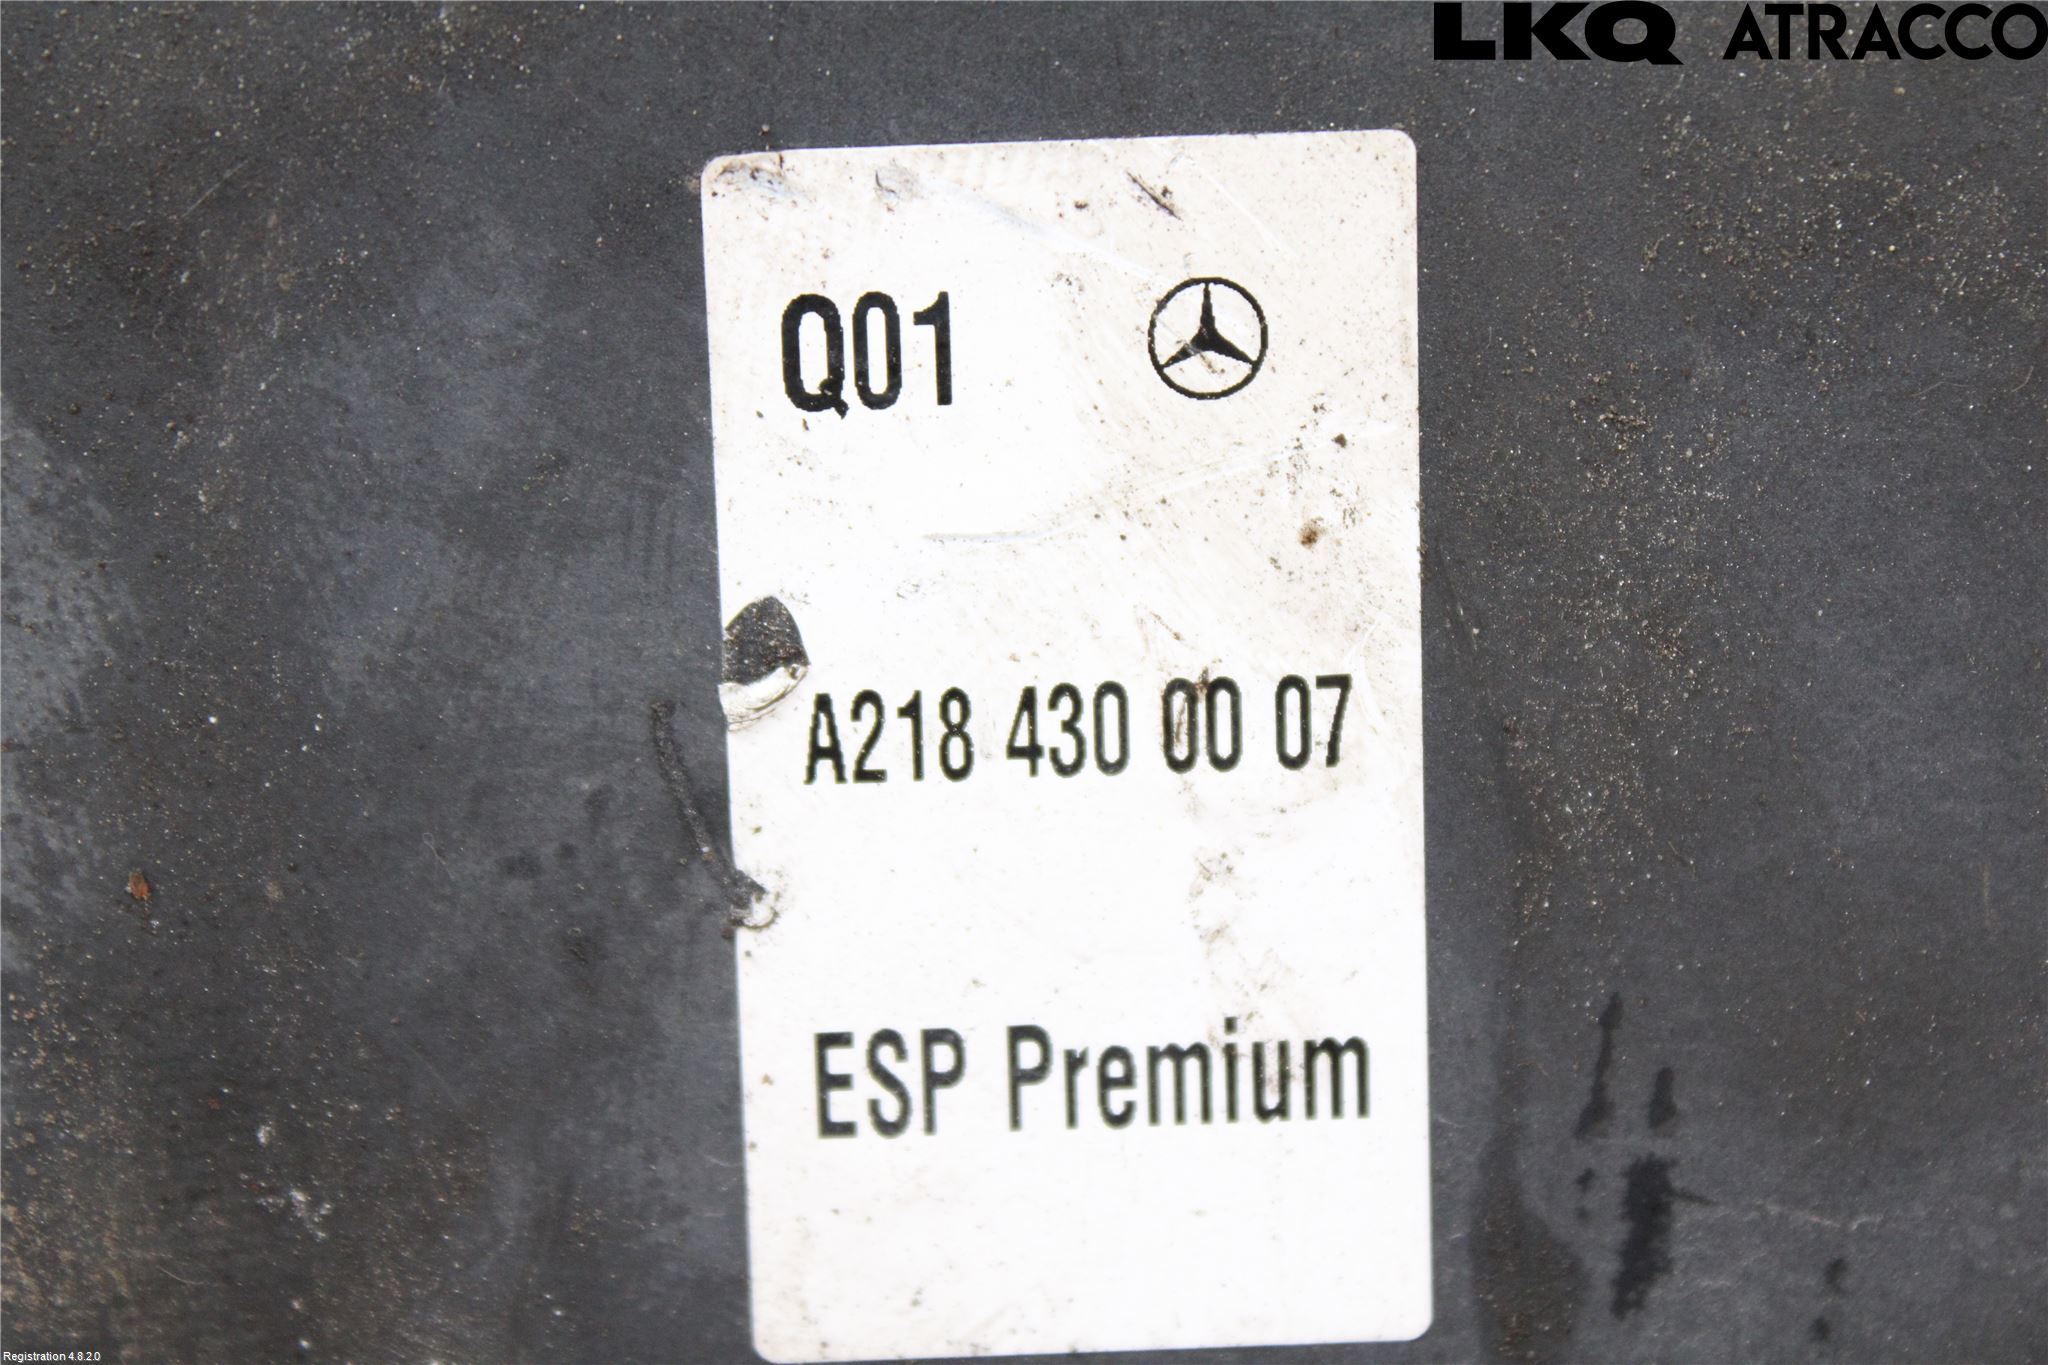 LKQ ATRACCO
Q01
A218 430 00 07
ESP Premium
Registration 4.8.2.0